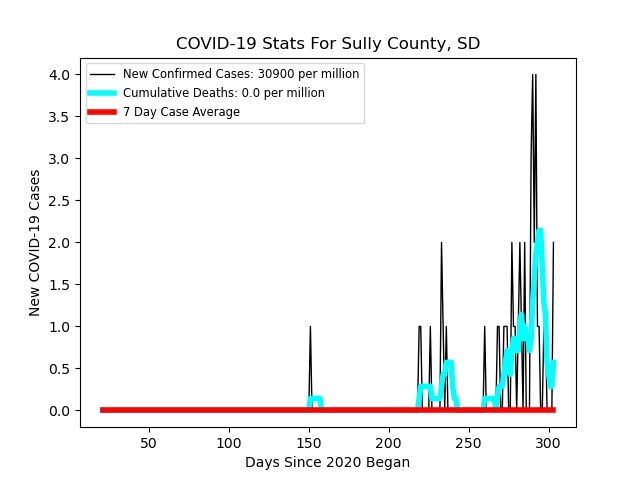 COVID-19 Stats For Sully County, SD
New Confirmed Cases: 30900 per million
Cumulative Deaths: 0.0 per million
7 Day Case Average
New COVID-19 Cases
4.0
3.5
3.0
2.5
2.0
1.5
1.0
0.5
0.0
50 100 150 200 250 300
Days Since 2020 Began